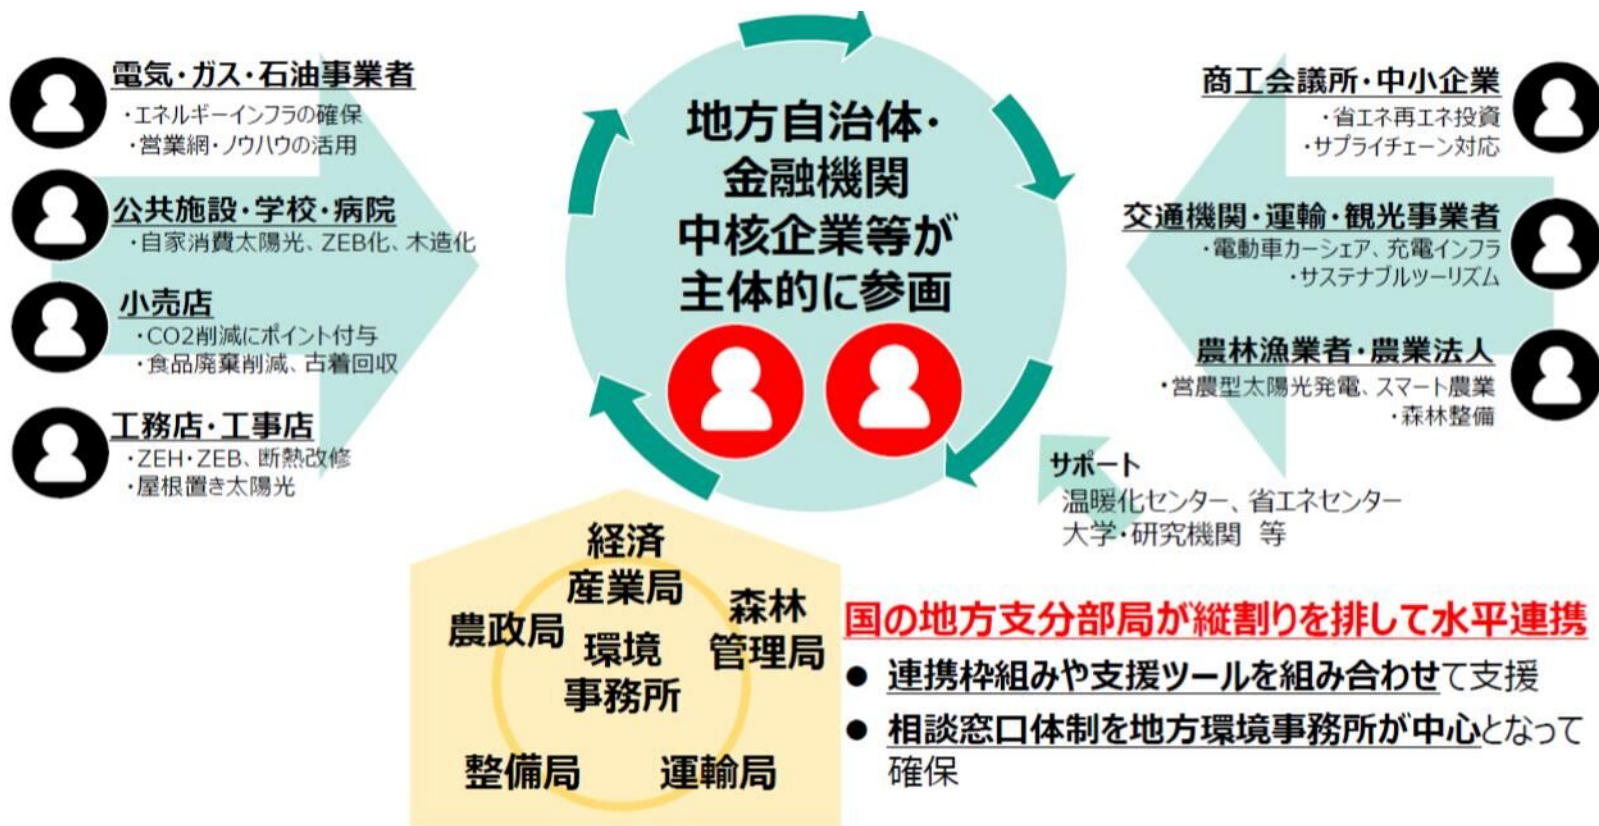 電気・ガス・石油事業者
・エネルギーインフラの確保
・営業網・ノウハウの活用
公共施設・学校・病院
・自家消費太陽光、ZEB化、木造化
小売店
・CO2削減にポイント付与
・食品廃棄削減、古着回収
工務店・工事店
・ZEH・ZEB、断熱改修
・屋根置き太陽光
地方自治体・
金融機関
中核企業等が
主体的に参画
商工会議所・中小企業
・省エネ再エネ投資
・サプライチェーン対応
交通機関・運輸・観光事業者
・電動車カーシェア、充電インフラ
・サステナブルツーリズム
農林漁業者・農業法人
・営農型太陽光発電、スマート農業
・森林整備
サポート
温暖化センター、省エネセンター
大学・研究機関 等
経済
産業局
農政局
森林
管理局
環境
事務所
整備局
運輸局
国の地方支分部局が縦割りを排して水平連携
● 連携枠組みや支援ツールを組み合わせて支援
● 相談窓口体制を地方環境事務所が中心となって
確保